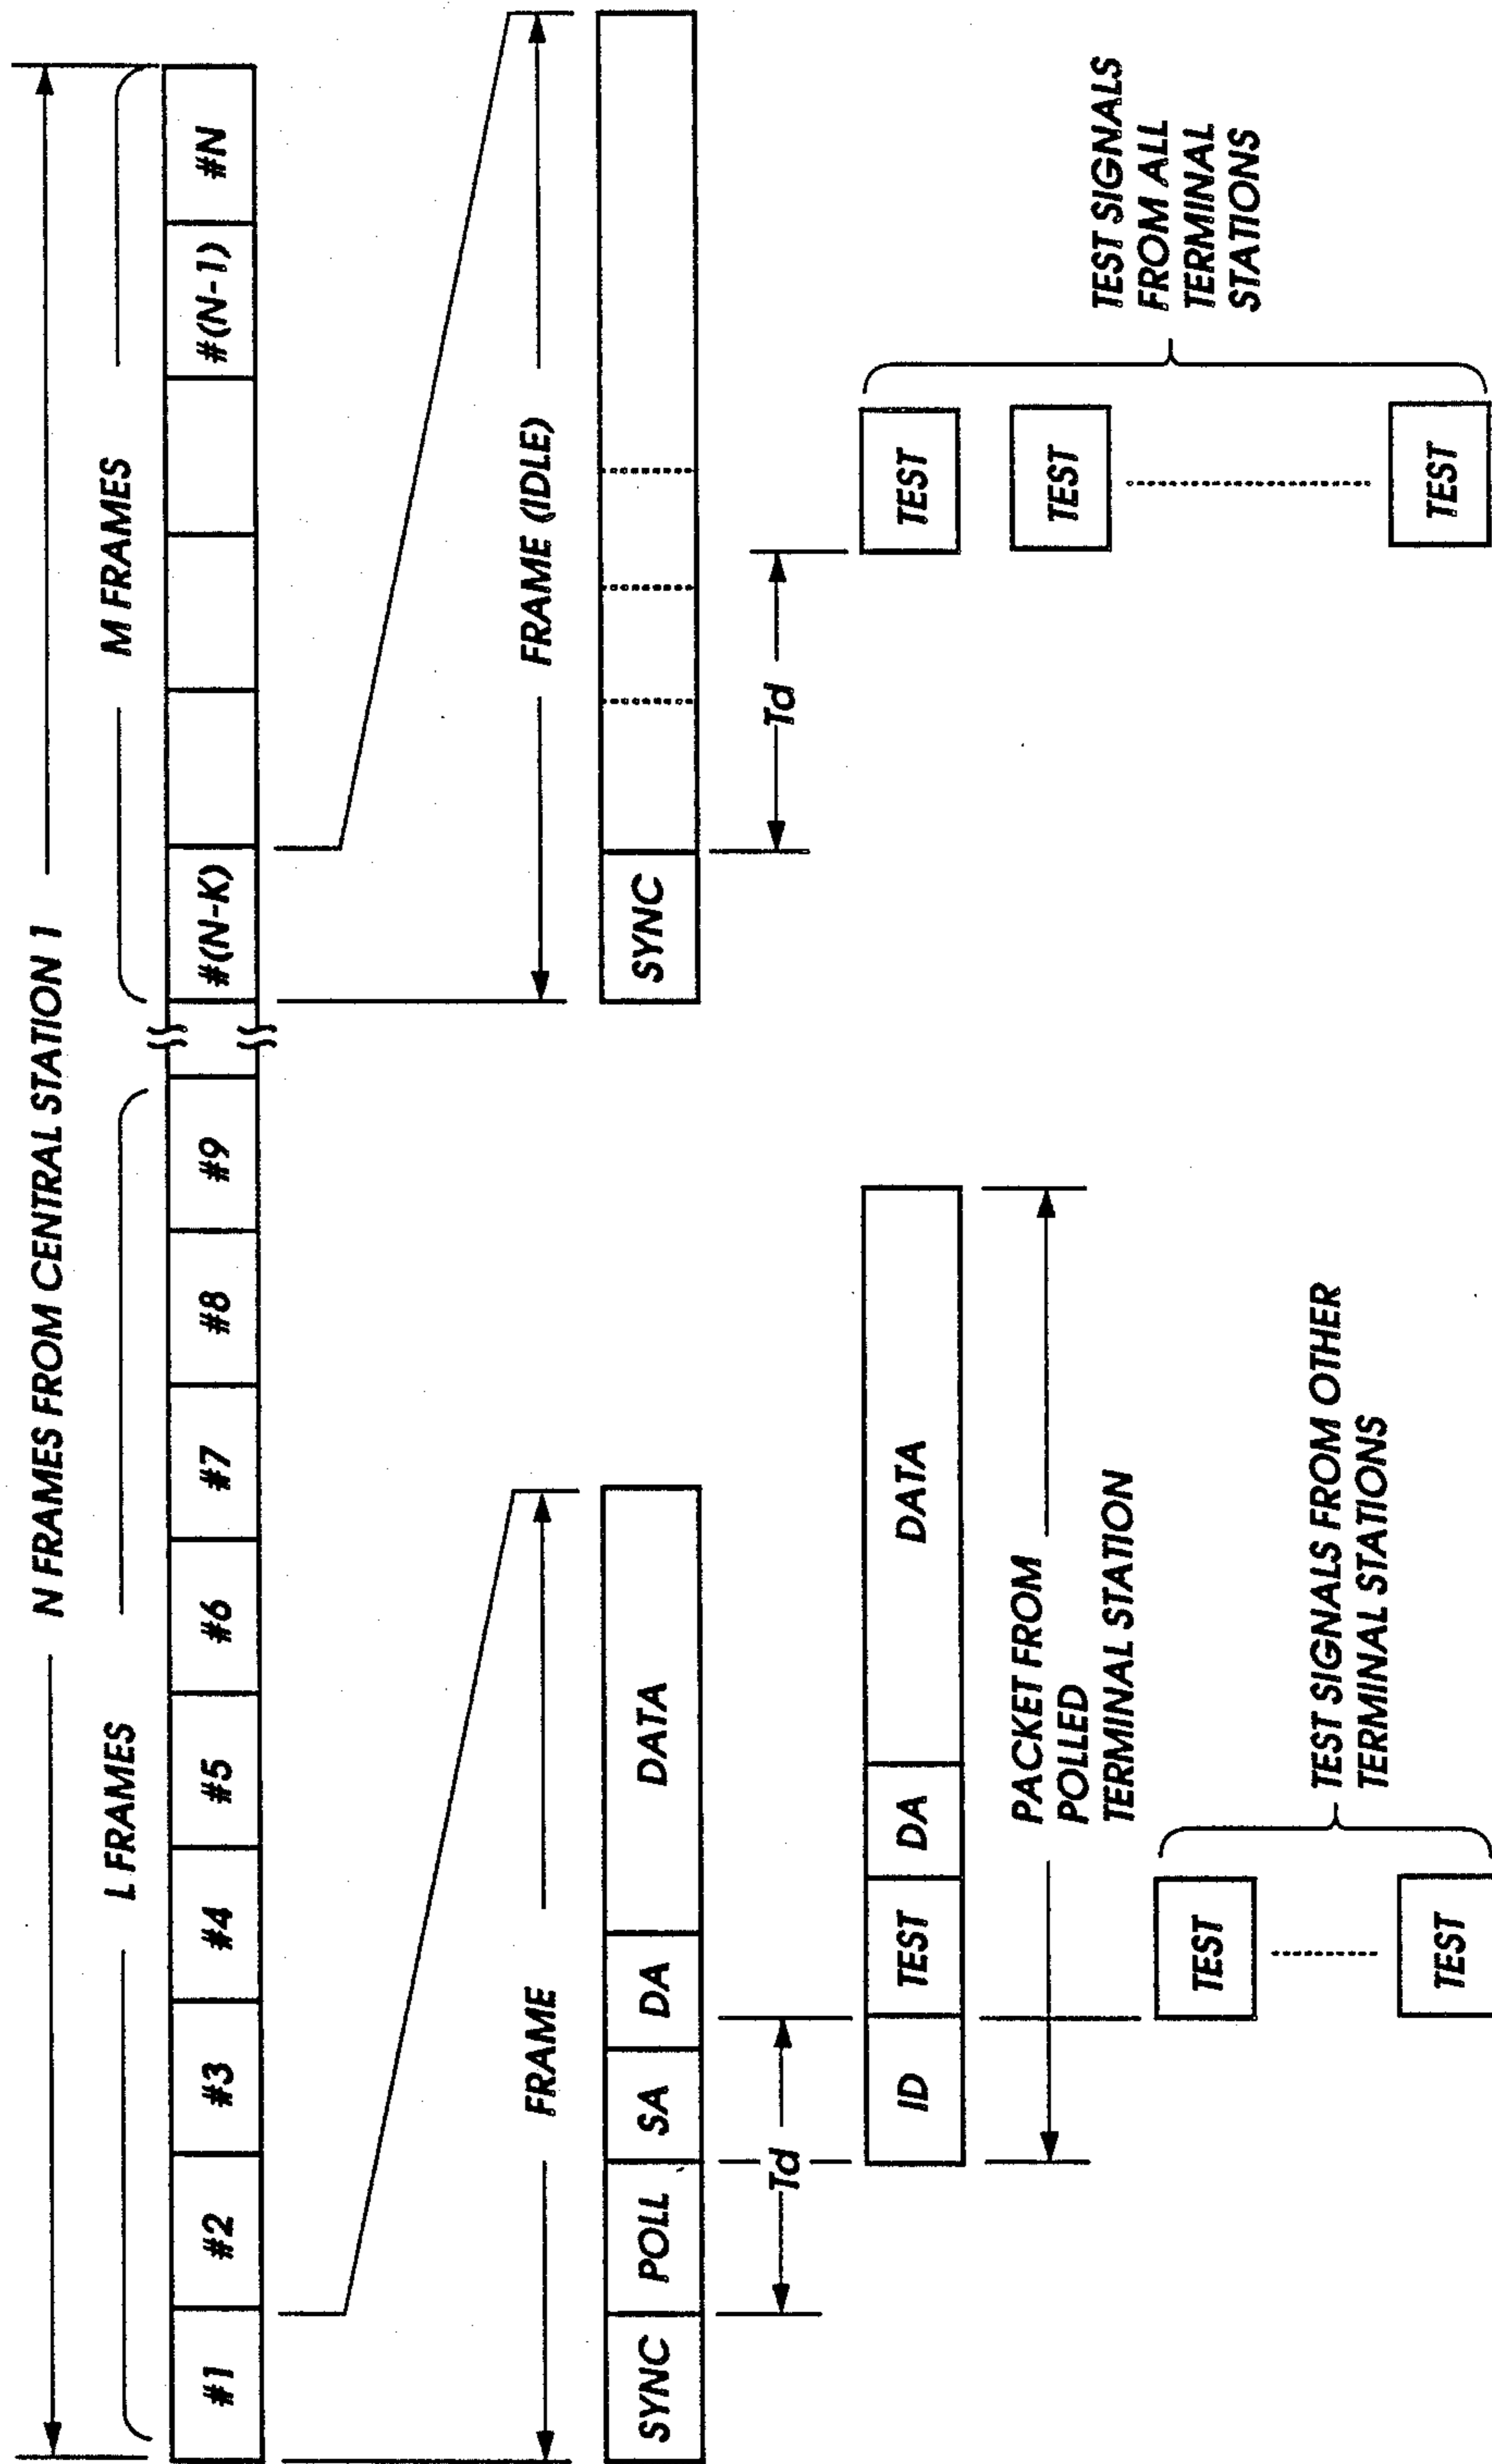 N FRAMES FROM CENTRAL STATION 1
L FRAMES
M FRAMES
#1 #2 #3 #4 #5 #6 #7 #8 #9 #(N-K) #(N-1) #N
FRAME
FRAME (IDLE)
SYNC POLL SA DA DATA
SYNC
Td
Td
ID TEST DA DATA
TEST
TEST
TEST
TEST SIGNALS
FROM ALL
TERMINAL
STATIONS
PACKET FROM
POLLED
TERMINAL STATION
TEST
TEST
TEST SIGNALS FROM OTHER
TERMINAL STATIONS